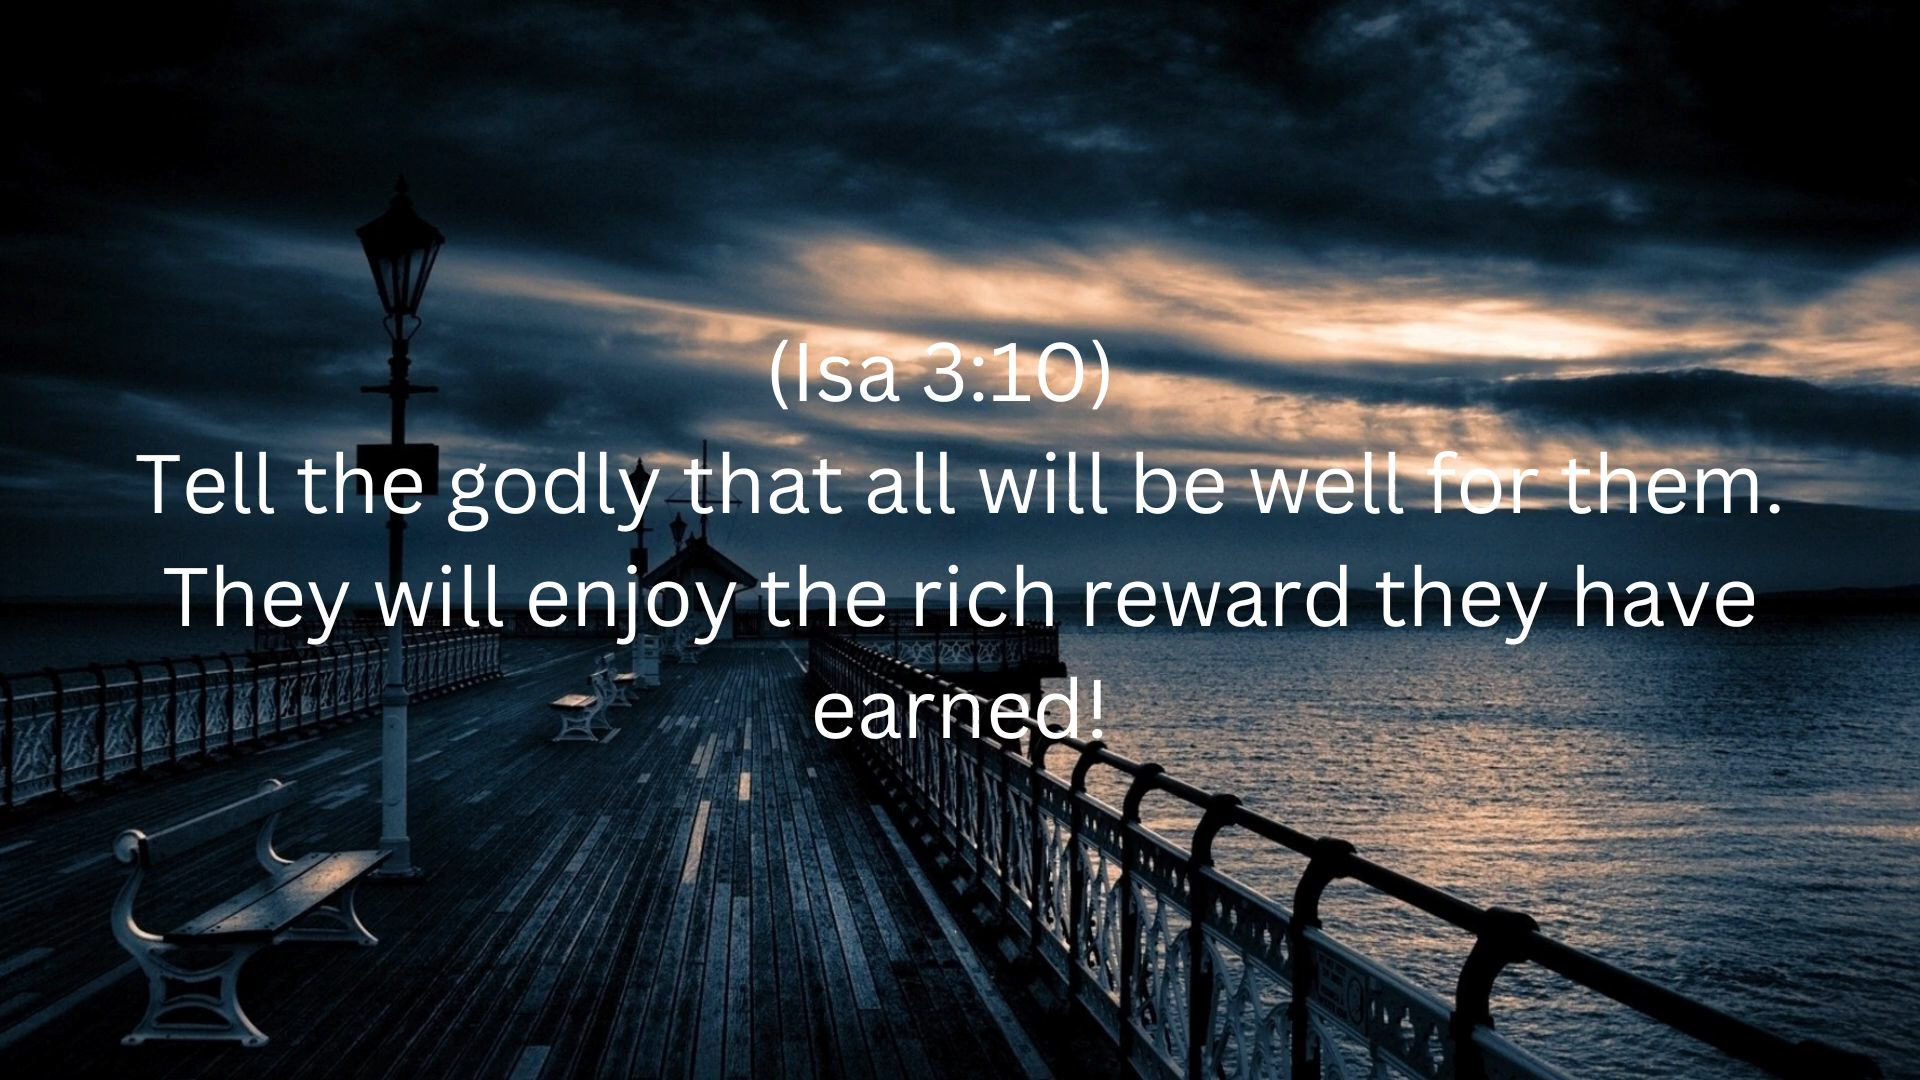 (Isa 3:10)
Tell the godly that all will be well for them.
They will enjoy the rich reward they have
earned!